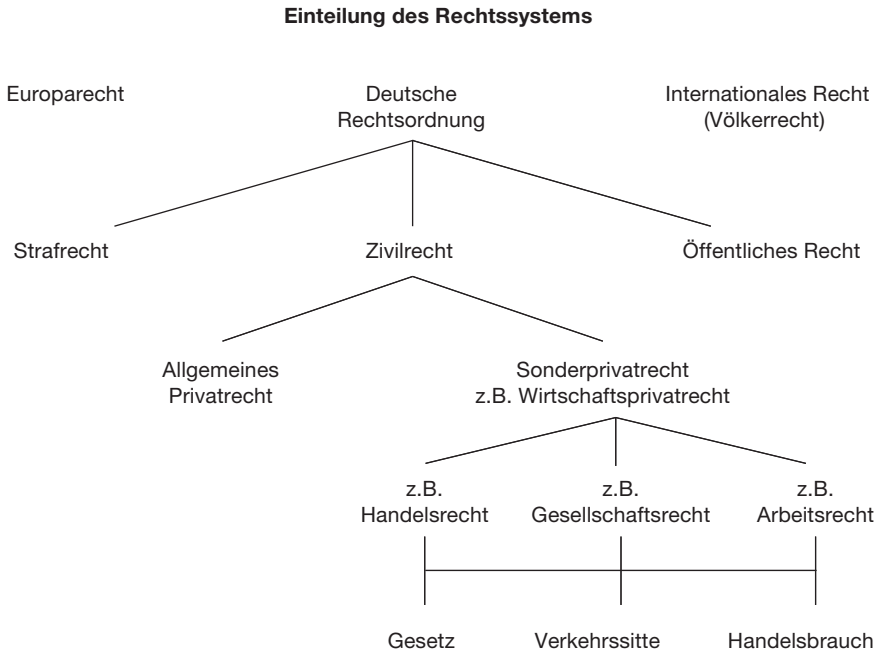 Einteilung des Rechtssystems
Europarecht
Deutsche
Rechtsordnung
Internationales Recht
(Völkerrecht)
Strafrecht
Zivilrecht
Öffentliches Recht
Allgemeines
Privatrecht
Sonderprivatrecht
z.B. Wirtschaftsprivatrecht
z.B.
Handelsrecht
z.B.
Gesellschaftsrecht
z.B.
Arbeitsrecht
Gesetz
Verkehrssitte
Handelsbrauch